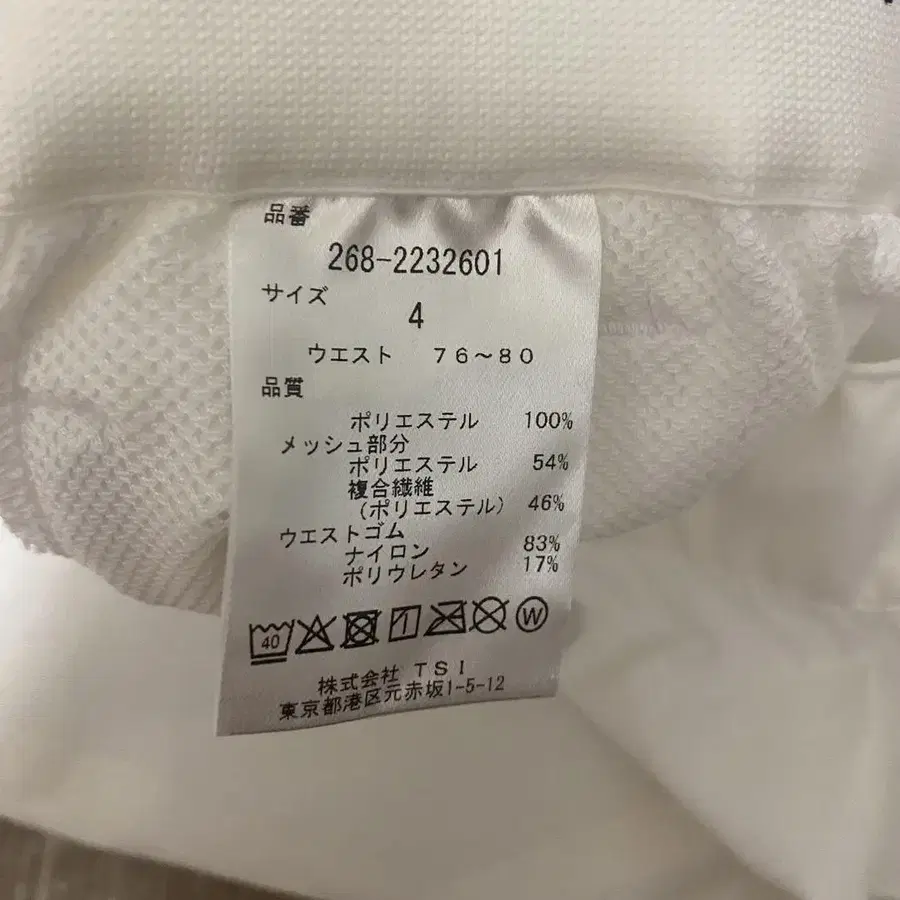 品番
268-2232601
サイズ
4
ウエスト 76～80
品質
ポリエステル 100%
メッシュ部分
ポリエステル 54%
複合繊維
(ポリエステル) 46%
ウエストゴム
ナイロン 83%
ポリウレタン 17%
40 W
株式会社 TSI
東京都港区元赤坂1-5-12